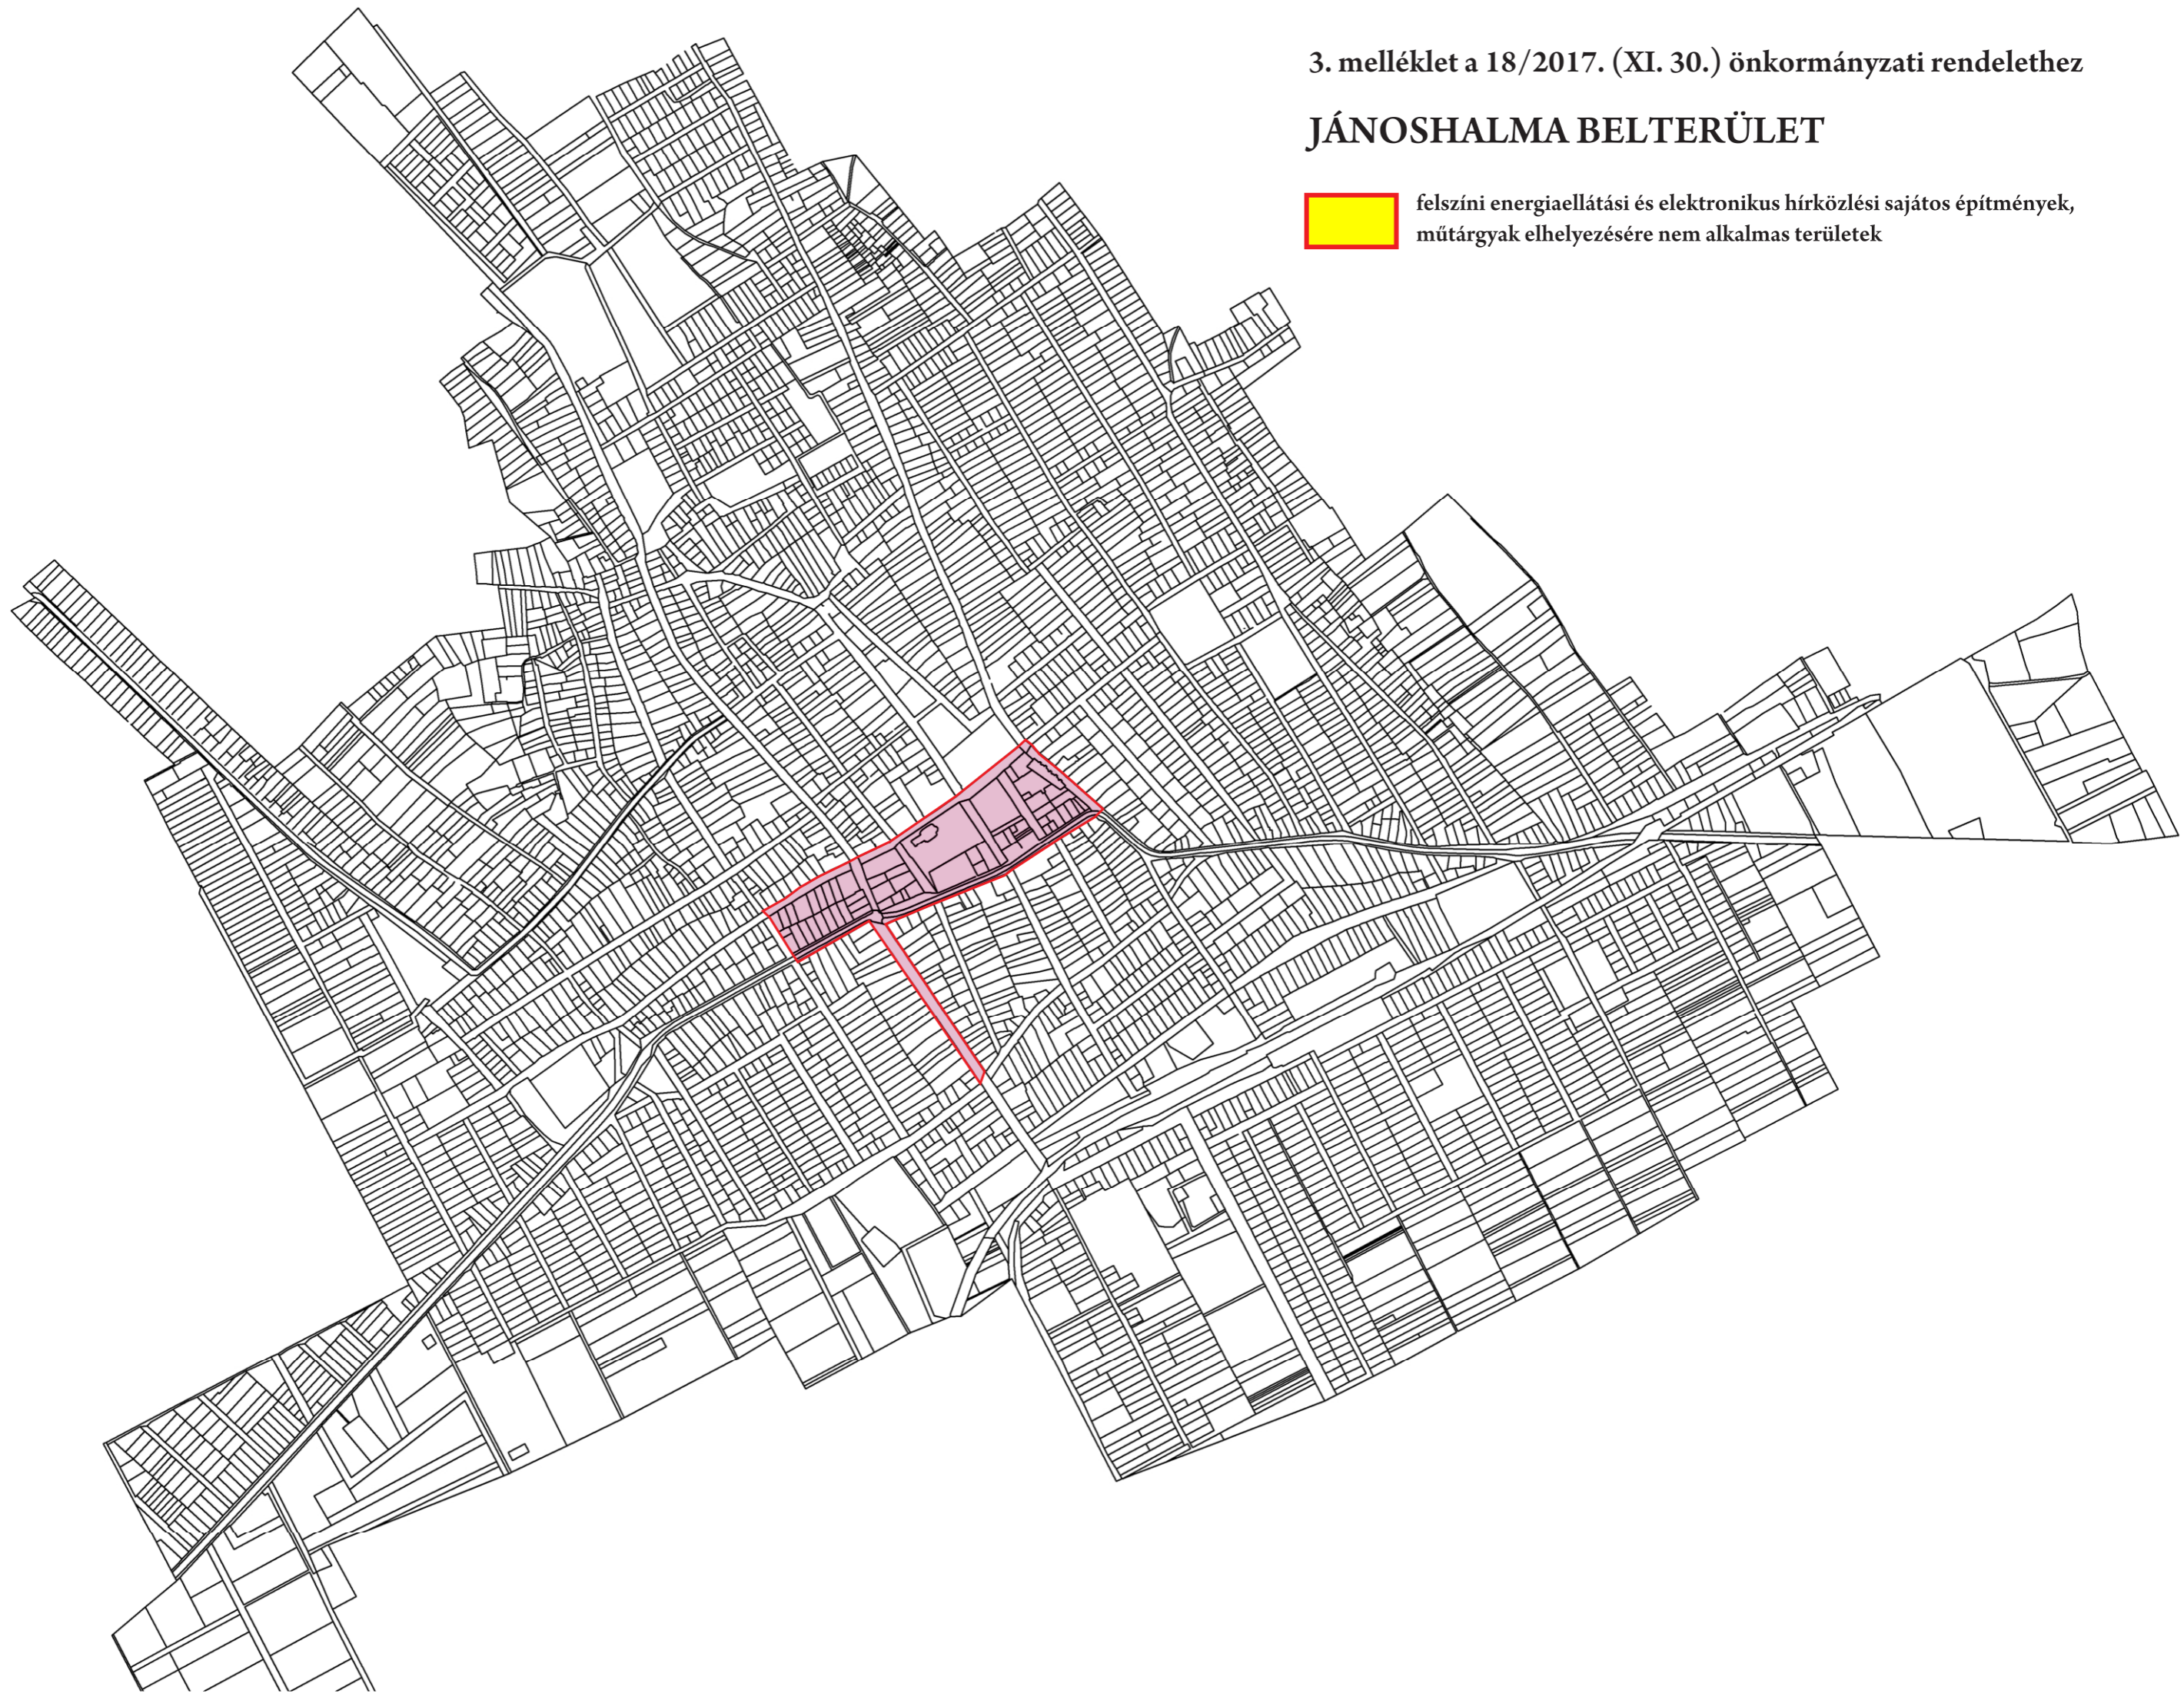 3. melléklet a 18/2017. (XI. 30.) önkormányzati rendelethez
JÁNOSHALMA BELTERÜLET
felszíni energiaellátási és elektronikus hírközlési sajátos építmények,
műtárgyak elhelyezésére nem alkalmas területek